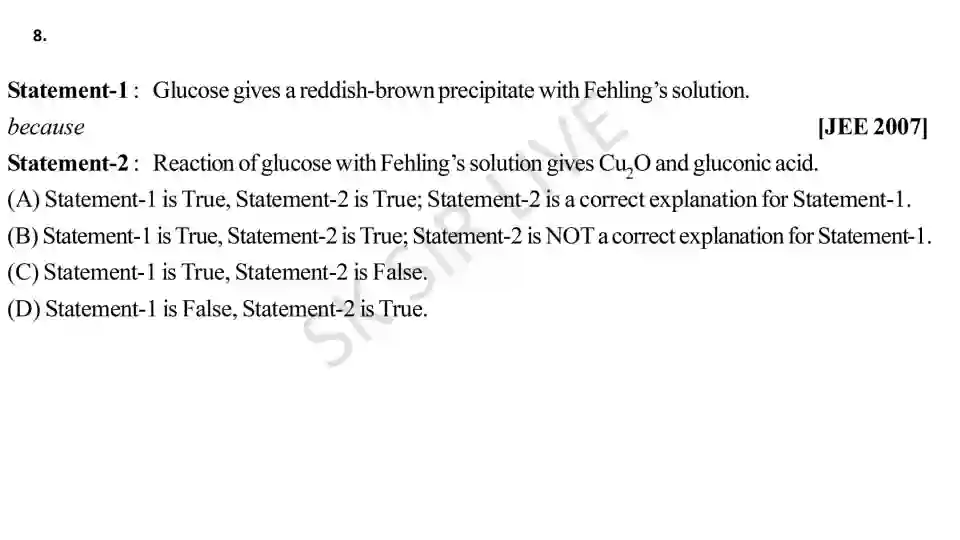 8.
Statement-1 : Glucose gives a reddish-brown precipitate with Fehling’s solution.
because [JEE 2007]
Statement-2 : Reaction of glucose with Fehling’s solution gives Cu₂O and gluconic acid.
(A) Statement-1 is True, Statement-2 is True; Statement-2 is a correct explanation for Statement-1.
(B) Statement-1 is True, Statement-2 is True; Statement-2 is NOT a correct explanation for Statement-1.
(C) Statement-1 is True, Statement-2 is False.
(D) Statement-1 is False, Statement-2 is True.
SK SIR LIVE